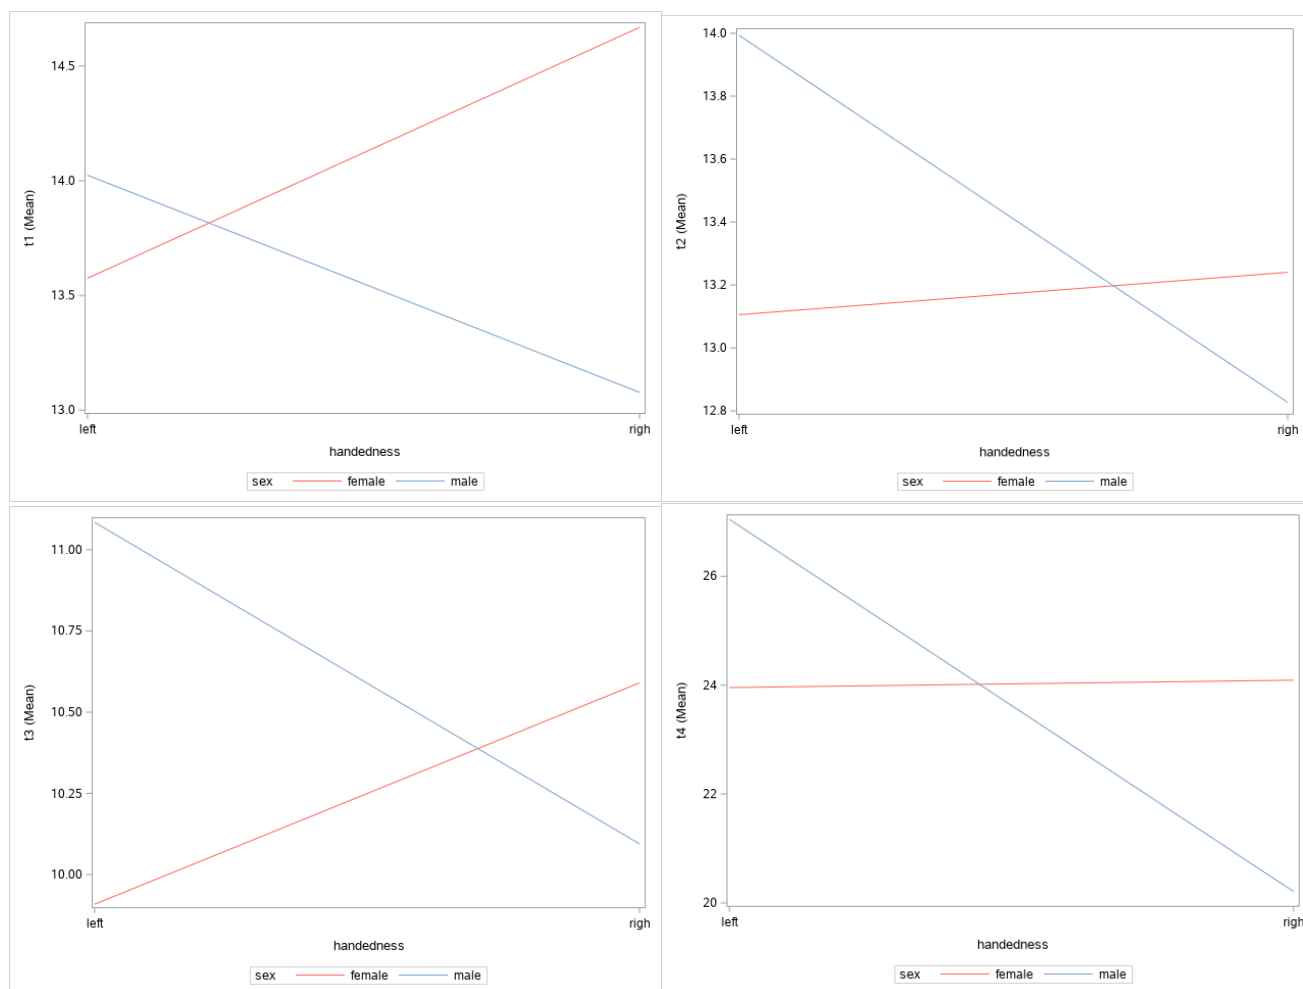 14.5
14.0
13.5
13.0
t1 (Mean)
left righ
handedness
sex female male
14.0
13.8
13.6
13.4
13.2
13.0
12.8
t2 (Mean)
left righ
handedness
sex female male
11.00
10.75
10.50
10.25
10.00
t3 (Mean)
left righ
handedness
sex female male
26
24
22
20
t4 (Mean)
left righ
handedness
sex female male